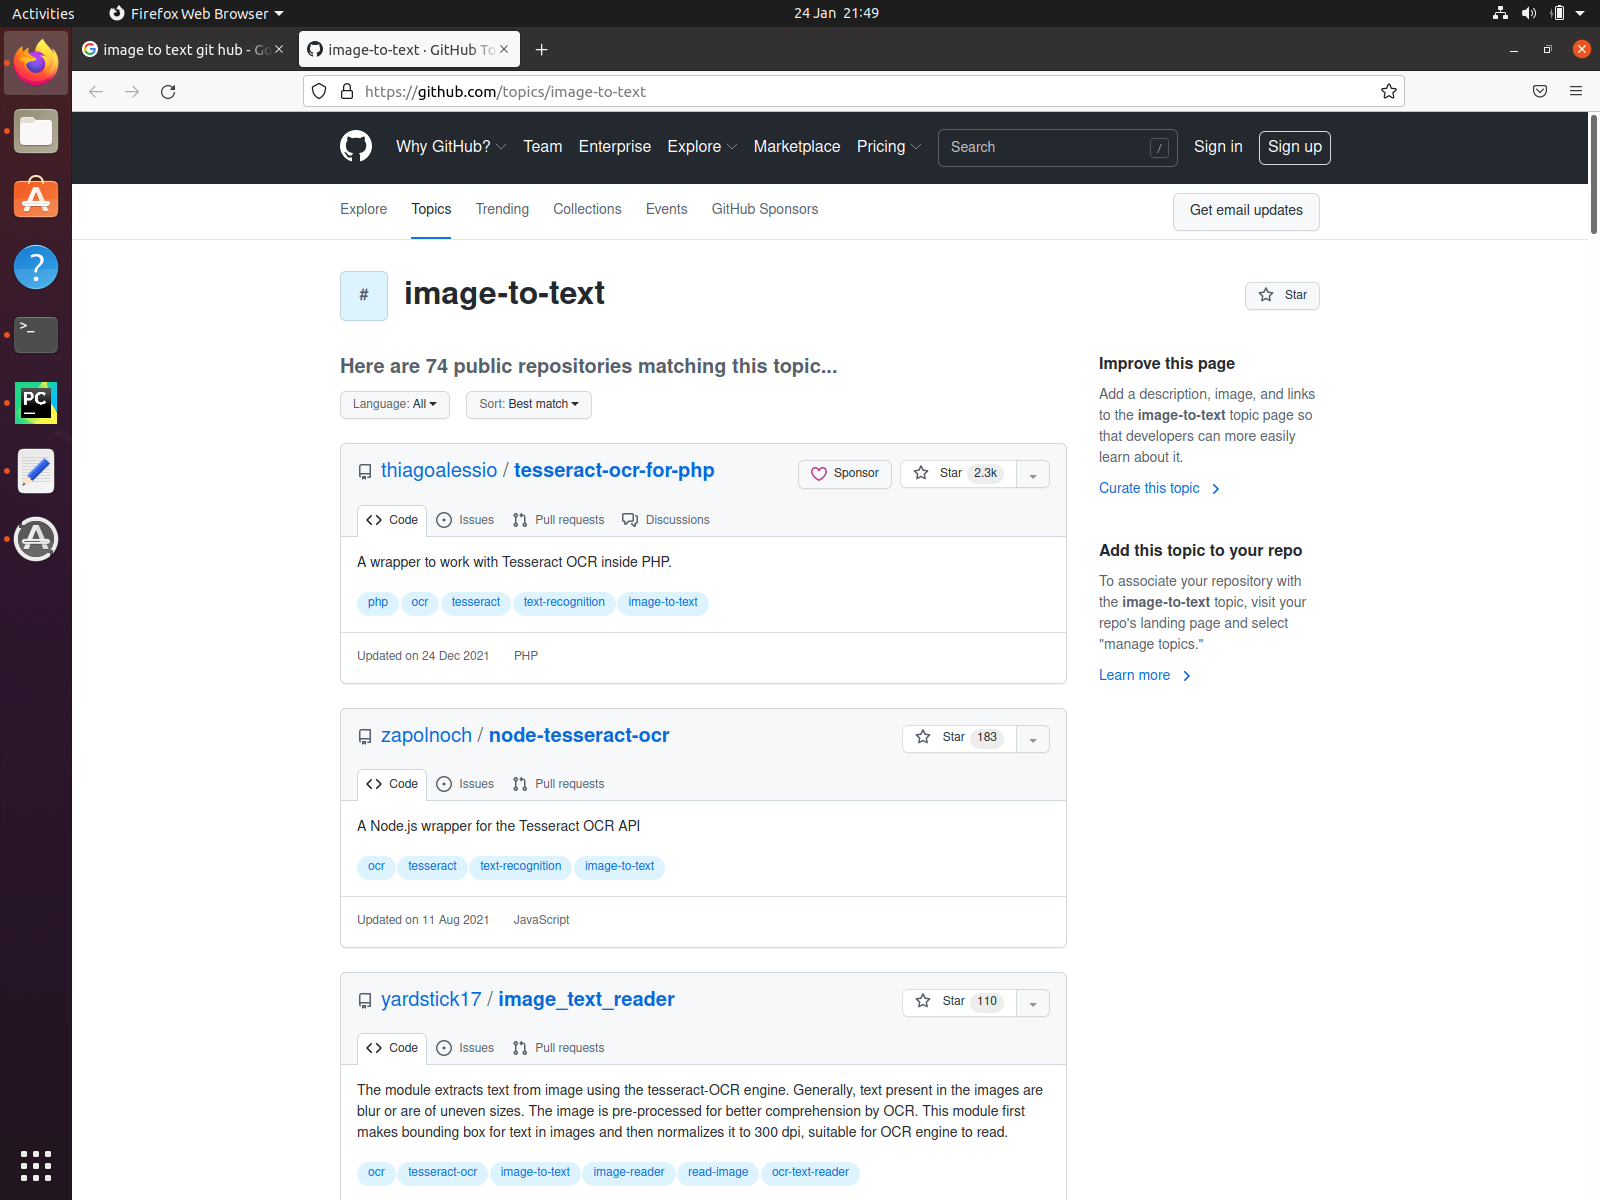 Activities
Firefox Web Browser
24 Jan 21:49
image to text git hub - Go
image-to-text · GitHub To
https://github.com/topics/image-to-text
Why GitHub?
Team
Enterprise
Explore
Marketplace
Pricing
Search
/
Sign in
Sign up
Explore
Topics
Trending
Collections
Events
GitHub Sponsors
Get email updates
#
image-to-text
Star
Here are 74 public repositories matching this topic...
Language: All
Sort: Best match
thiagoalessio / tesseract-ocr-for-php
Sponsor
Star 2.3k
Code
Issues
Pull requests
Discussions
A wrapper to work with Tesseract OCR inside PHP.
php
ocr
tesseract
text-recognition
image-to-text
Updated on 24 Dec 2021
PHP
zapolnoch / node-tesseract-ocr
Star 183
Code
Issues
Pull requests
A Node.js wrapper for the Tesseract OCR API
ocr
tesseract
text-recognition
image-to-text
Updated on 11 Aug 2021
JavaScript
yardstick17 / image_text_reader
Star 110
Code
Issues
Pull requests
The module extracts text from image using the tesseract-OCR engine. Generally, text present in the images are
blur or are of uneven sizes. The image is pre-processed for better comprehension by OCR. This module first
makes bounding box for text in images and then normalizes it to 300 dpi, suitable for OCR engine to read.
ocr
tesseract-ocr
image-to-text
image-reader
read-image
ocr-text-reader
Improve this page
Add a description, image, and links
to the image-to-text topic page so
that developers can more easily
learn about it.
Curate this topic
Add this topic to your repo
To associate your repository with
the image-to-text topic, visit your
repo's landing page and select
"manage topics."
Learn more
?
>_
PC